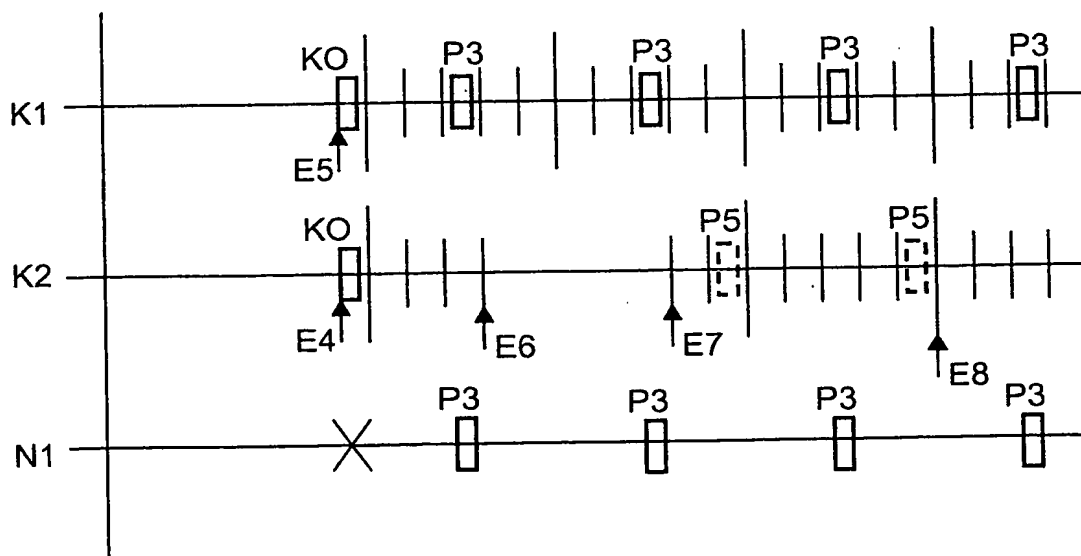 KO P3 P3 P3 P3
K1
E5
KO P5 P5
K2
E4 E6 E7 E8
P3 P3 P3 P3
N1